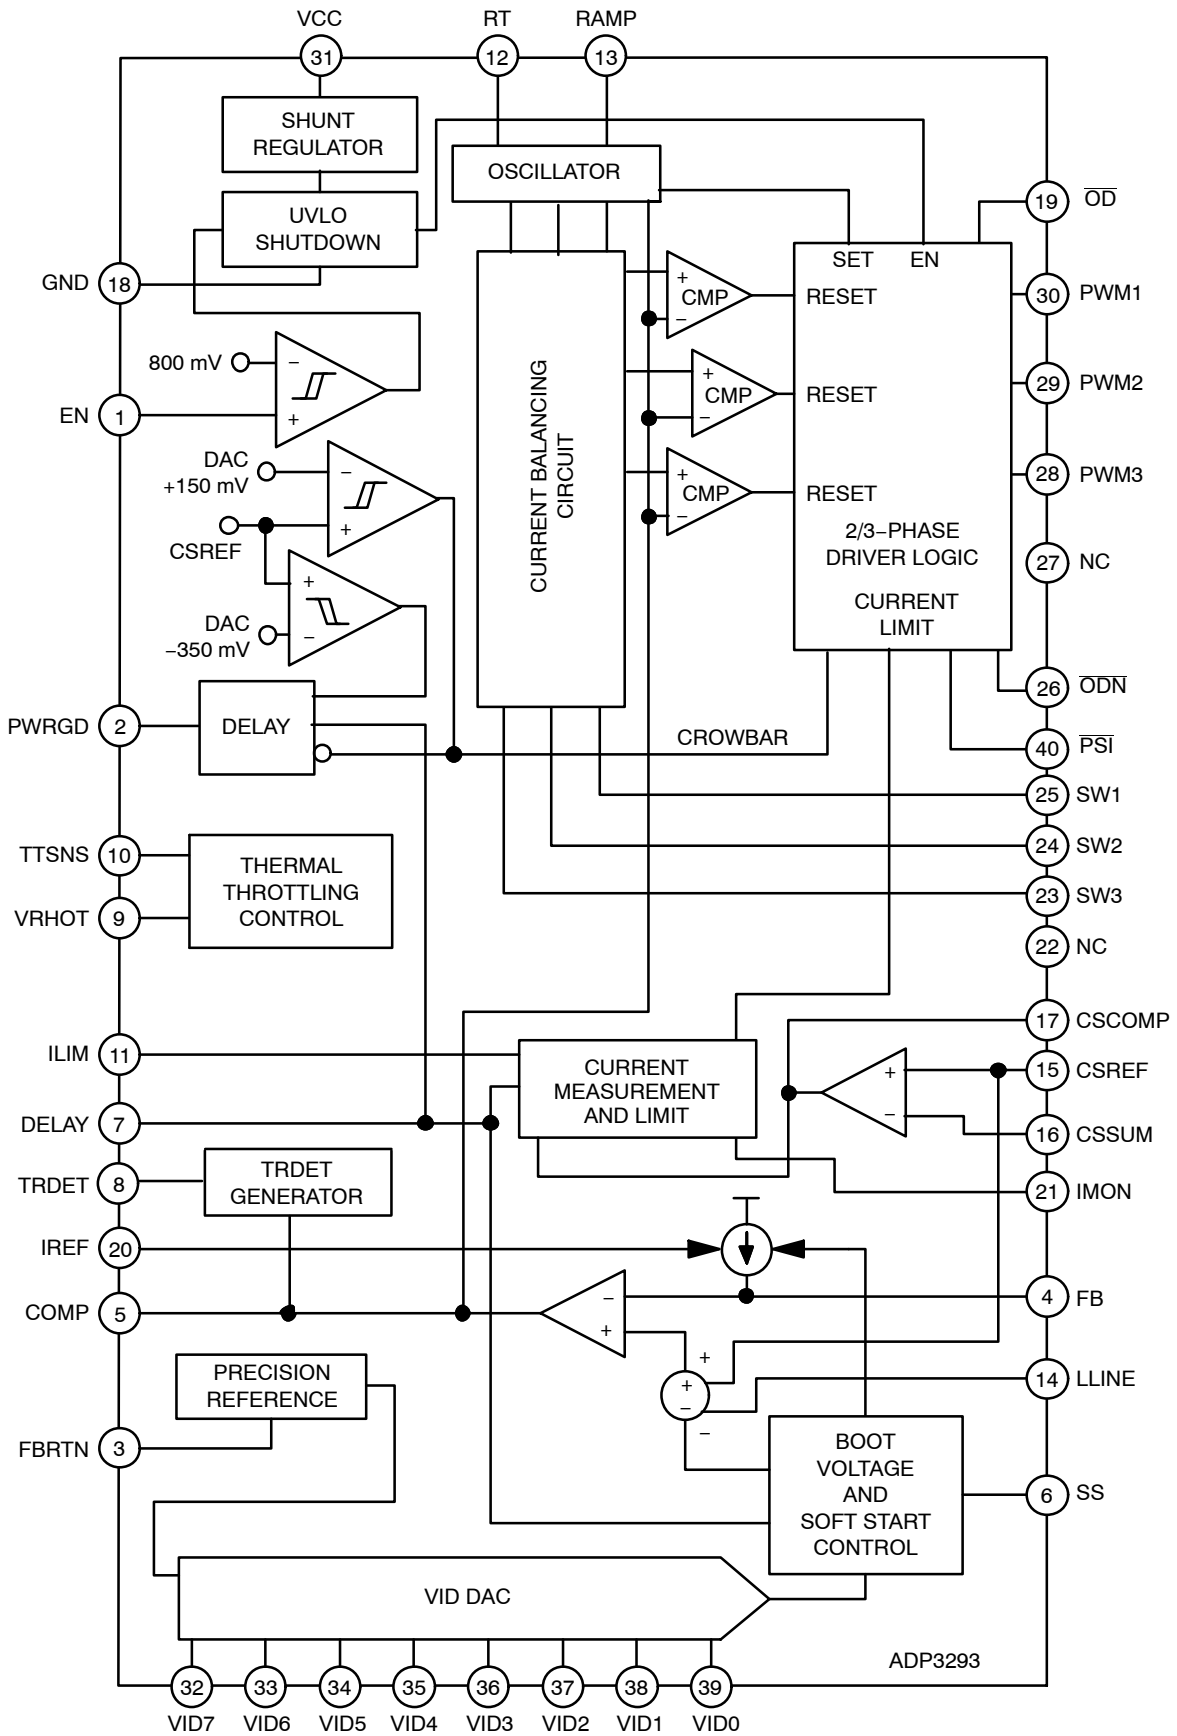 VCC
RT
RAMP
31
12
13
SHUNT
REGULATOR
OSCILLATOR
UVLO
SHUTDOWN
19
OD
GND
18
SET
EN
+
CMP
−
RESET
30
PWM1
800 mV
−
+
EN
1
CURRENT BALANCING
CIRCUIT
+
CMP
−
RESET
29
PWM2
DAC
+150 mV
−
+
CSREF
+
CMP
−
RESET
28
PWM3
2/3−PHASE
DRIVER LOGIC
27
NC
+
−
DAC
−350 mV
CURRENT
LIMIT
26
ODN
PWRGD
2
DELAY
CROWBAR
40
PSI
25
SW1
TTSNS
10
THERMAL
THROTTLING
CONTROL
24
SW2
VRHOT
9
23
SW3
22
NC
17
CSCOMP
ILIM
11
CURRENT
MEASUREMENT
AND LIMIT
+
−
15
CSREF
DELAY
7
16
CSSUM
TRDET
8
TRDET
GENERATOR
21
IMON
IREF
20
COMP
5
−
+
4
FB
PRECISION
REFERENCE
+
+
−
−
14
LLINE
FBRTN
3
BOOT
VOLTAGE
AND
SOFT START
CONTROL
6
SS
VID DAC
ADP3293
32
33
34
35
36
37
38
39
VID7
VID6
VID5
VID4
VID3
VID2
VID1
VID0